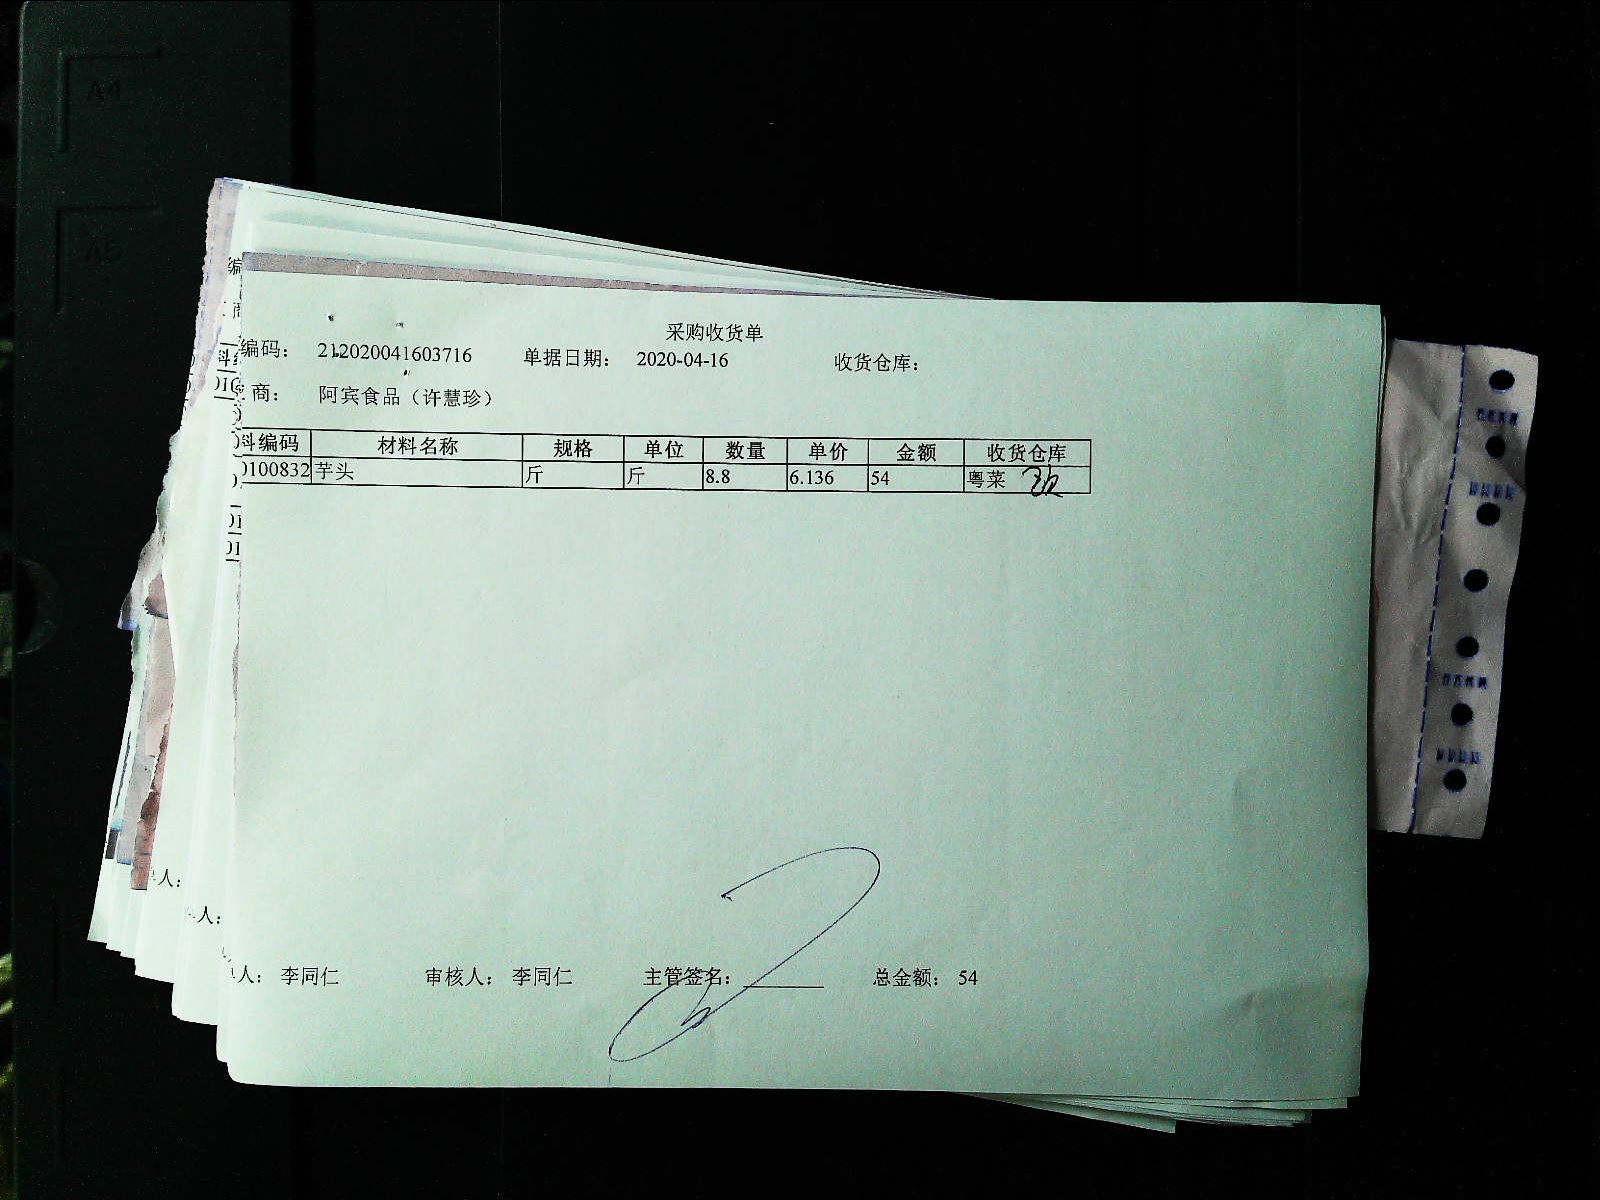 采购收货单
编码： 212020041603716 单据日期： 2020-04-16 收货仓库：
商： 阿宾食品（许慧珍）
料编码 材料名称 规格 单位 数量 单价 金额 收货仓库
0100832 芋头 斤 斤 8.8 6.136 54 粤菜
人： 李同仁 审核人： 李同仁 主管签名： 总金额： 54
人：
人：
A4
A5